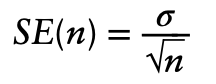 SE(n) = σ/√n